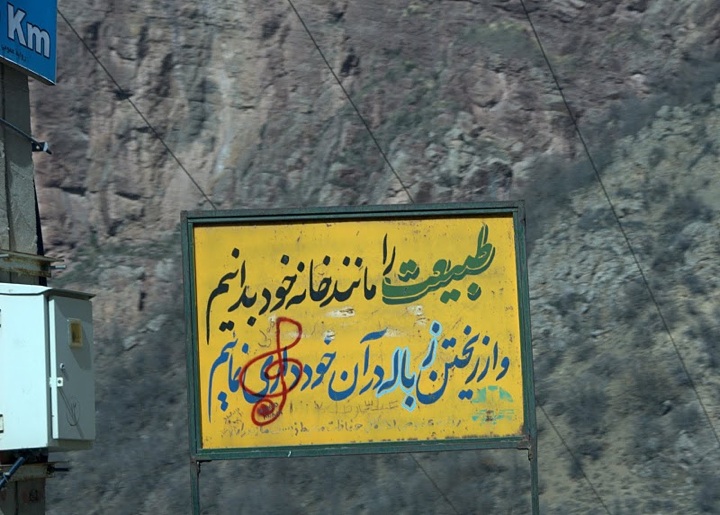 Km
طبیعت را مانند خانه خود بدانیم
و از ریختن زباله در آن خودداری نمائیم